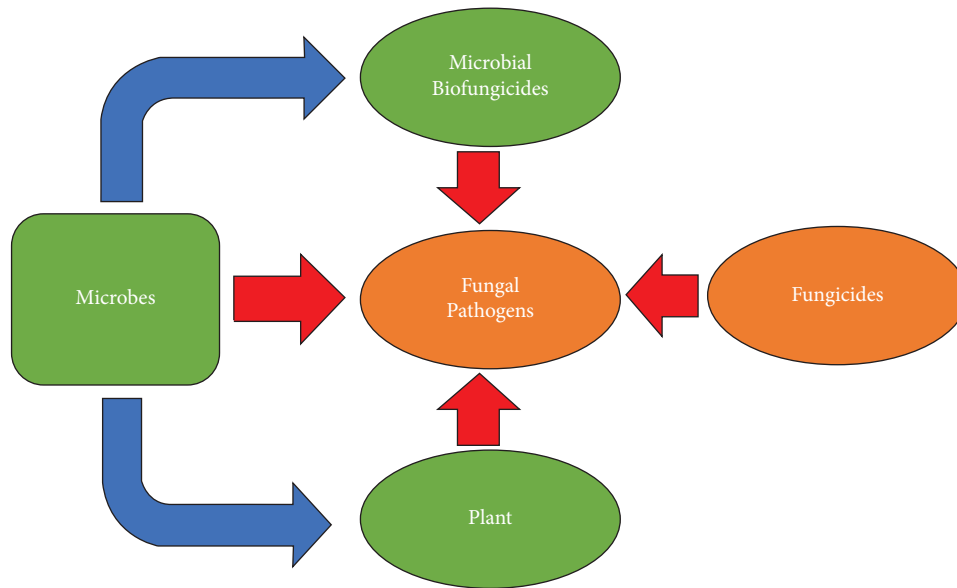 Microbial
Biofungicides
Microbes
Fungal
Pathogens
Fungicides
Plant